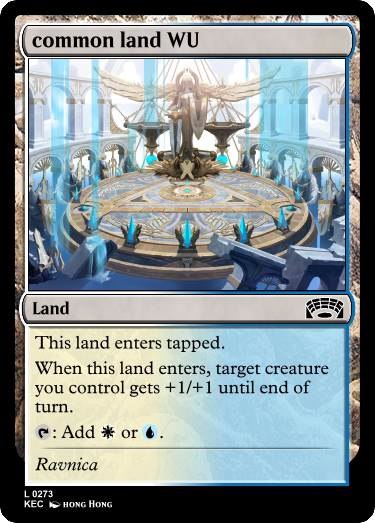 common land WU
Land
This land enters tapped.
When this land enters, target creature
you control gets +1/+1 until end of
turn.
: Add or .
Ravnica
L 0273
KEC HONG HONG